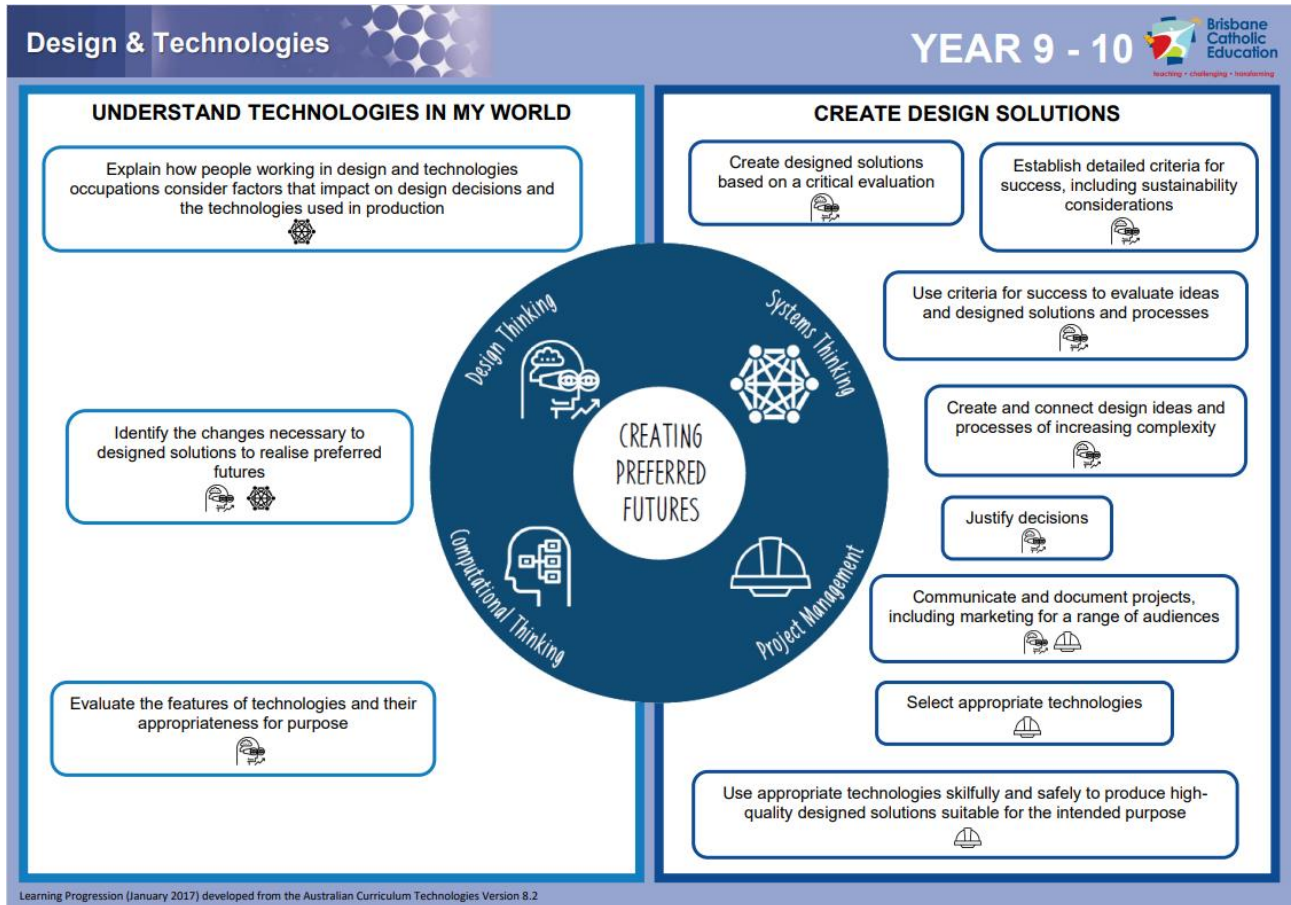 Design & Technologies
YEAR 9 - 10
Brisbane
Catholic
Education
teaching • challenging • transforming
UNDERSTAND TECHNOLOGIES IN MY WORLD
Explain how people working in design and technologies
occupations consider factors that impact on design decisions and
the technologies used in production
Identify the changes necessary to
designed solutions to realise preferred
futures
Evaluate the features of technologies and their
appropriateness for purpose
Design Thinking
Systems Thinking
CREATING
PREFERRED
FUTURES
Computational Thinking
Project Management
CREATE DESIGN SOLUTIONS
Create designed solutions
based on a critical evaluation
Establish detailed criteria for
success, including sustainability
considerations
Use criteria for success to evaluate ideas
and designed solutions and processes
Create and connect design ideas and
processes of increasing complexity
Justify decisions
Communicate and document projects,
including marketing for a range of audiences
Select appropriate technologies
Use appropriate technologies skilfully and safely to produce high-
quality designed solutions suitable for the intended purpose
Learning Progression (January 2017) developed from the Australian Curriculum Technologies Version 8.2